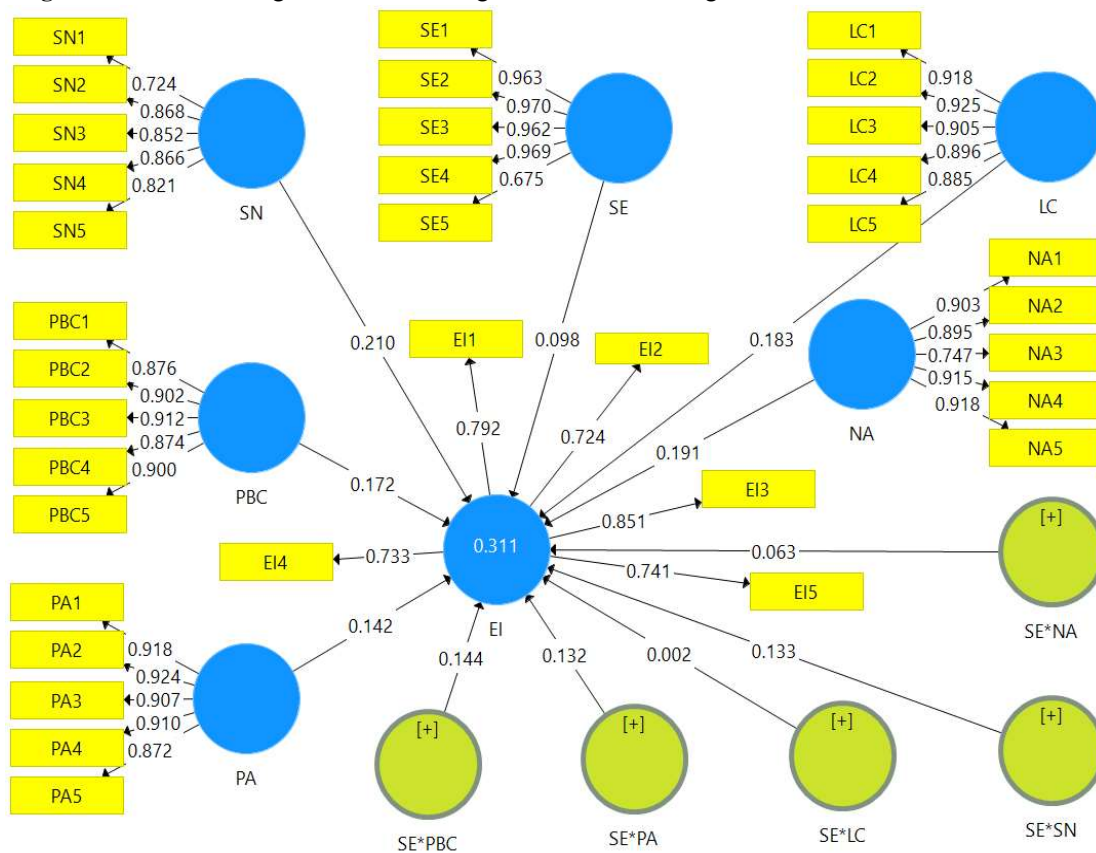 SN1
SN2
SN3
SN4
SN5
0.724
0.868
0.852
0.866
0.821
SN
SE1
SE2
SE3
SE4
SE5
0.963
0.970
0.962
0.969
0.675
SE
LC1
LC2
LC3
LC4
LC5
0.918
0.925
0.905
0.896
0.885
LC
NA1
NA2
NA3
NA4
NA5
0.903
0.895
0.747
0.915
0.918
NA
PBC1
PBC2
PBC3
PBC4
PBC5
0.876
0.902
0.912
0.874
0.900
PBC
0.210
0.098
0.183
0.191
0.172
EI1
EI2
EI3
EI4
EI5
0.792
0.724
0.851
0.733
0.741
0.311
EI
PA1
PA2
PA3
PA4
PA5
0.918
0.924
0.907
0.910
0.872
PA
0.142
0.144
0.132
0.002
0.133
0.063
[+]
SE*NA
[+]
SE*PBC
[+]
SE*PA
[+]
SE*LC
[+]
SE*SN